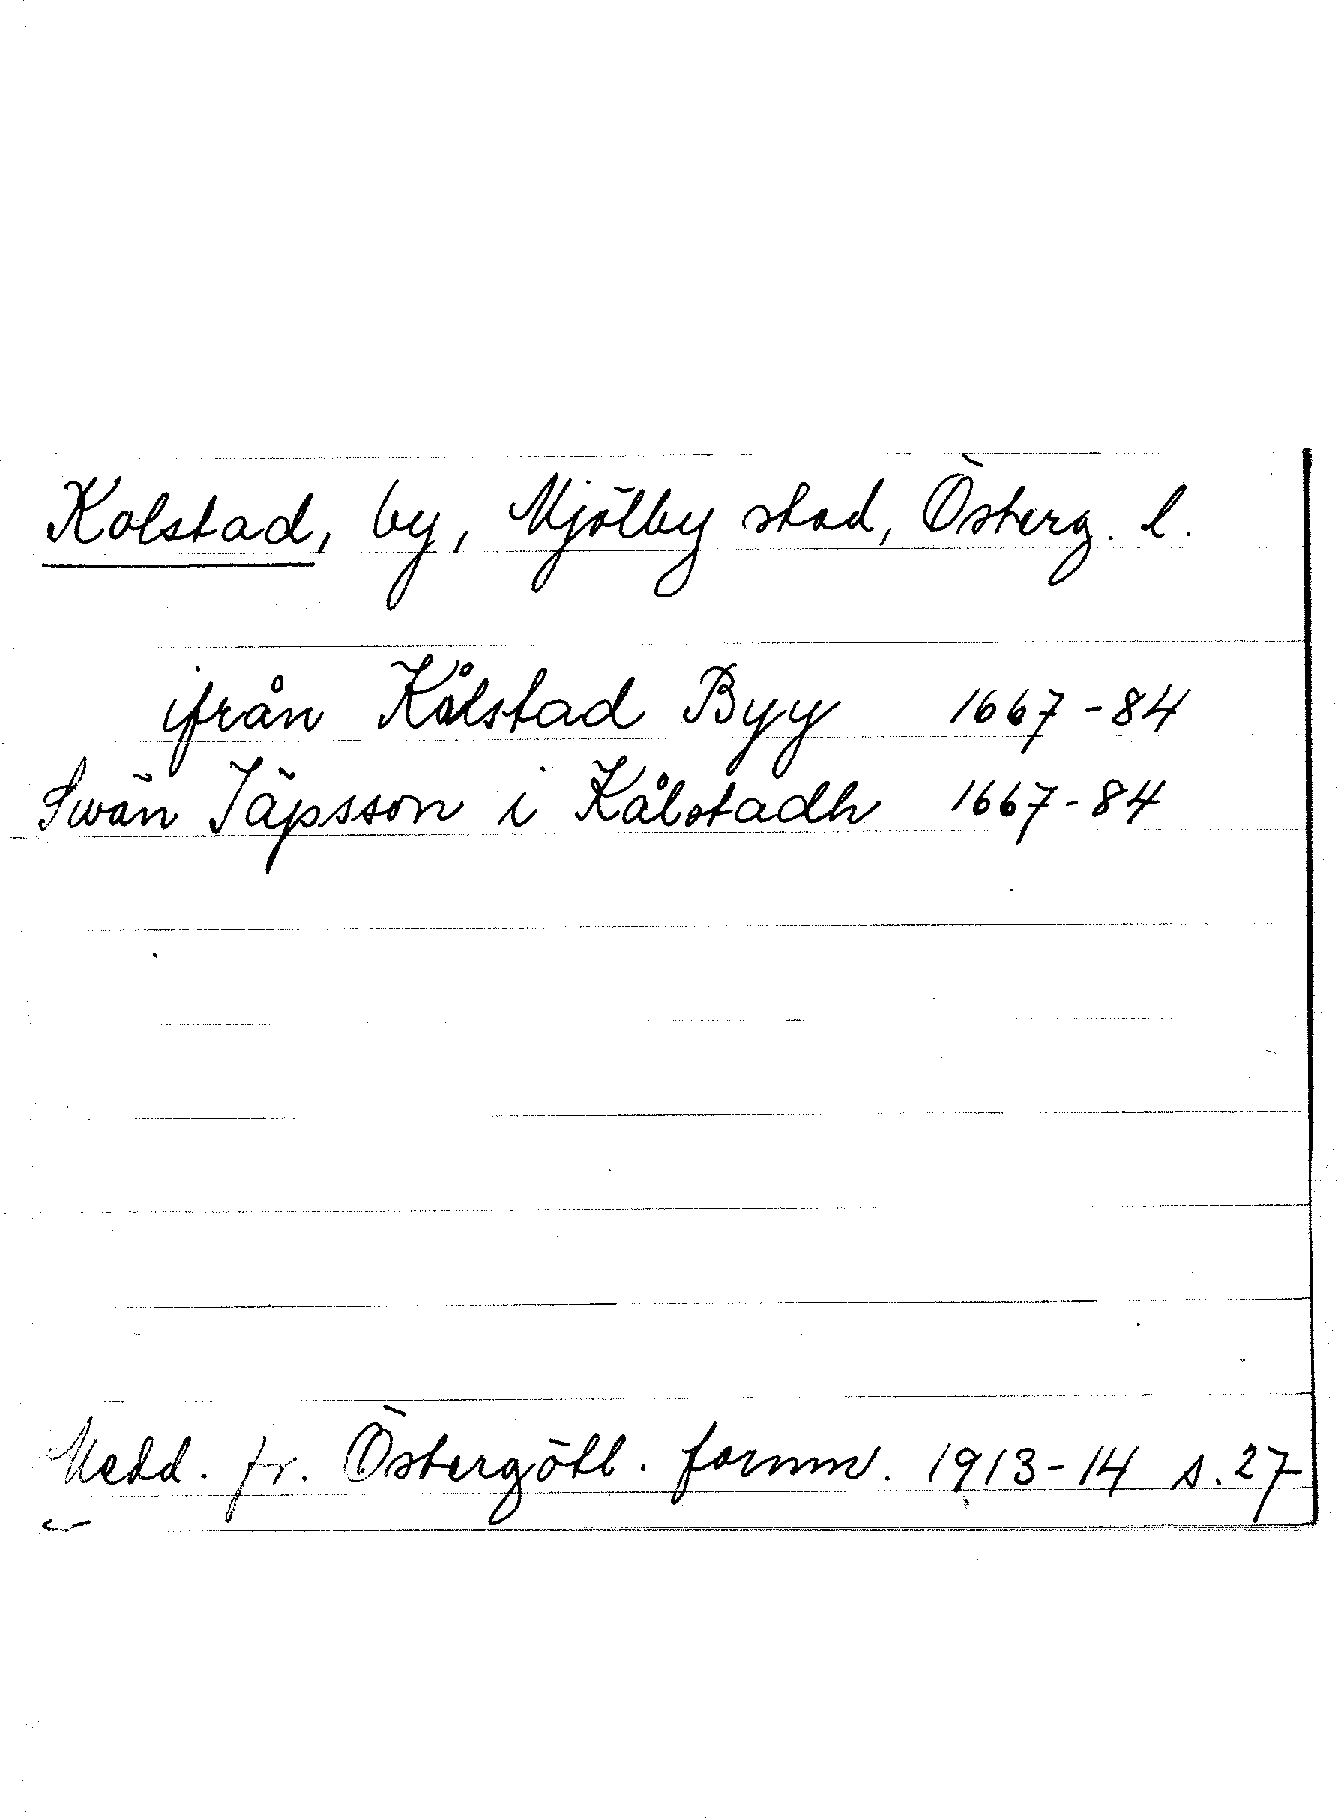 Kolstad, by, Mjölby stad, Österg. l.
ifrån Kålstad Byy 1667-84
Swän Jäpsson i Kålstadh 1667-84
Medd. fr. Östergötl. fornm. 1913-14 s. 27